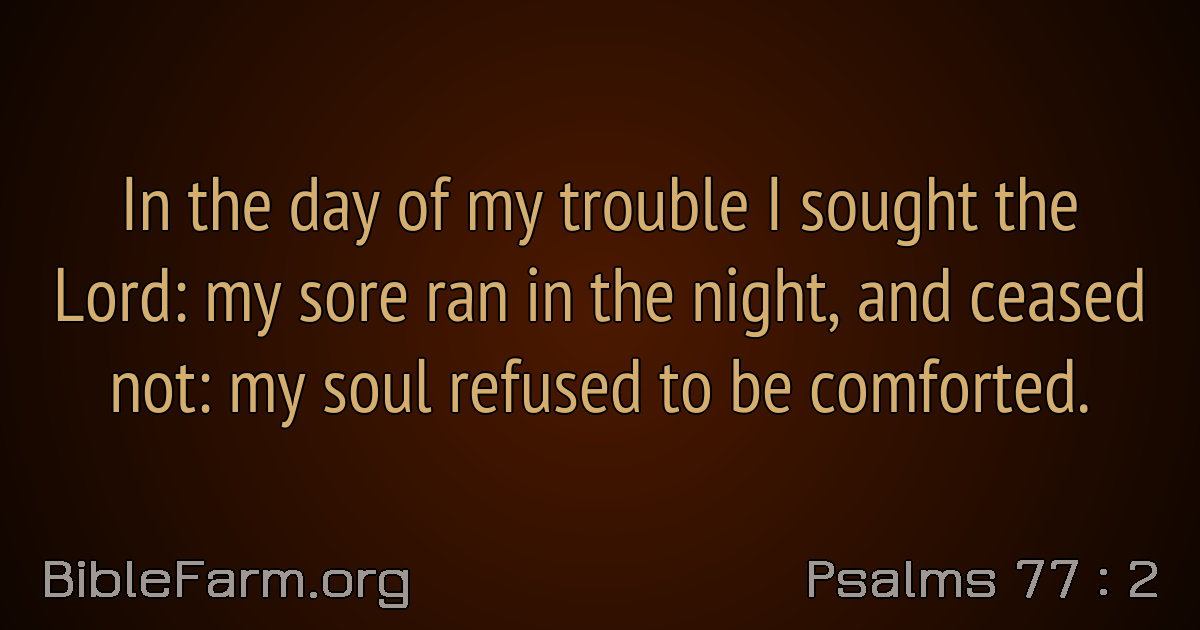 In the day of my trouble I sought the
Lord: my sore ran in the night, and ceased
not: my soul refused to be comforted.
BibleFarm.org
Psalms 77 : 2